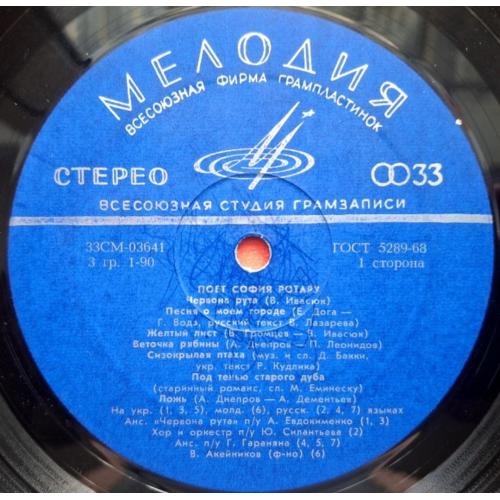 МЕЛОДИЯ
ВСЕСОЮЗНАЯ ФИРМА ГРАМПЛАСТИНОК
СТЕРЕО
33
ВСЕСОЮЗНАЯ СТУДИЯ ГРАМЗАПИСИ
33СМ-03641
ГОСТ 5289-68
3 гр. 1-90
1 сторона
ПОЕТ СОФИЯ РОТАРУ
Червона рута (В. Ивасюк)
Песня о моем городе (Е. Дога —
Г. Водэ, русский текст В. Лазарева)
Желтый лист (В. Громцев — В. Ивасюк)
Веточка рябины (А. Днепров — П. Леонидов)
Сизокрылая птаха (муз. и сл. Д. Бакки,
укр. текст Р. Кудлика)
Под тенью старого дуба
(старинный романс, сл. М. Еминеску)
Ложь (А. Днепров — А. Дементьев)
На укр. (1, 3, 5), молд. (6), русск. (2, 4, 7) языках
Анс. «Червона рута» п/у А. Евдокименко (1, 3)
Хор и оркестр п/у Ю. Силантьева (2)
Анс. п/у Г. Гараняна (4, 5, 7)
В. Акейников (ф-но) (6)